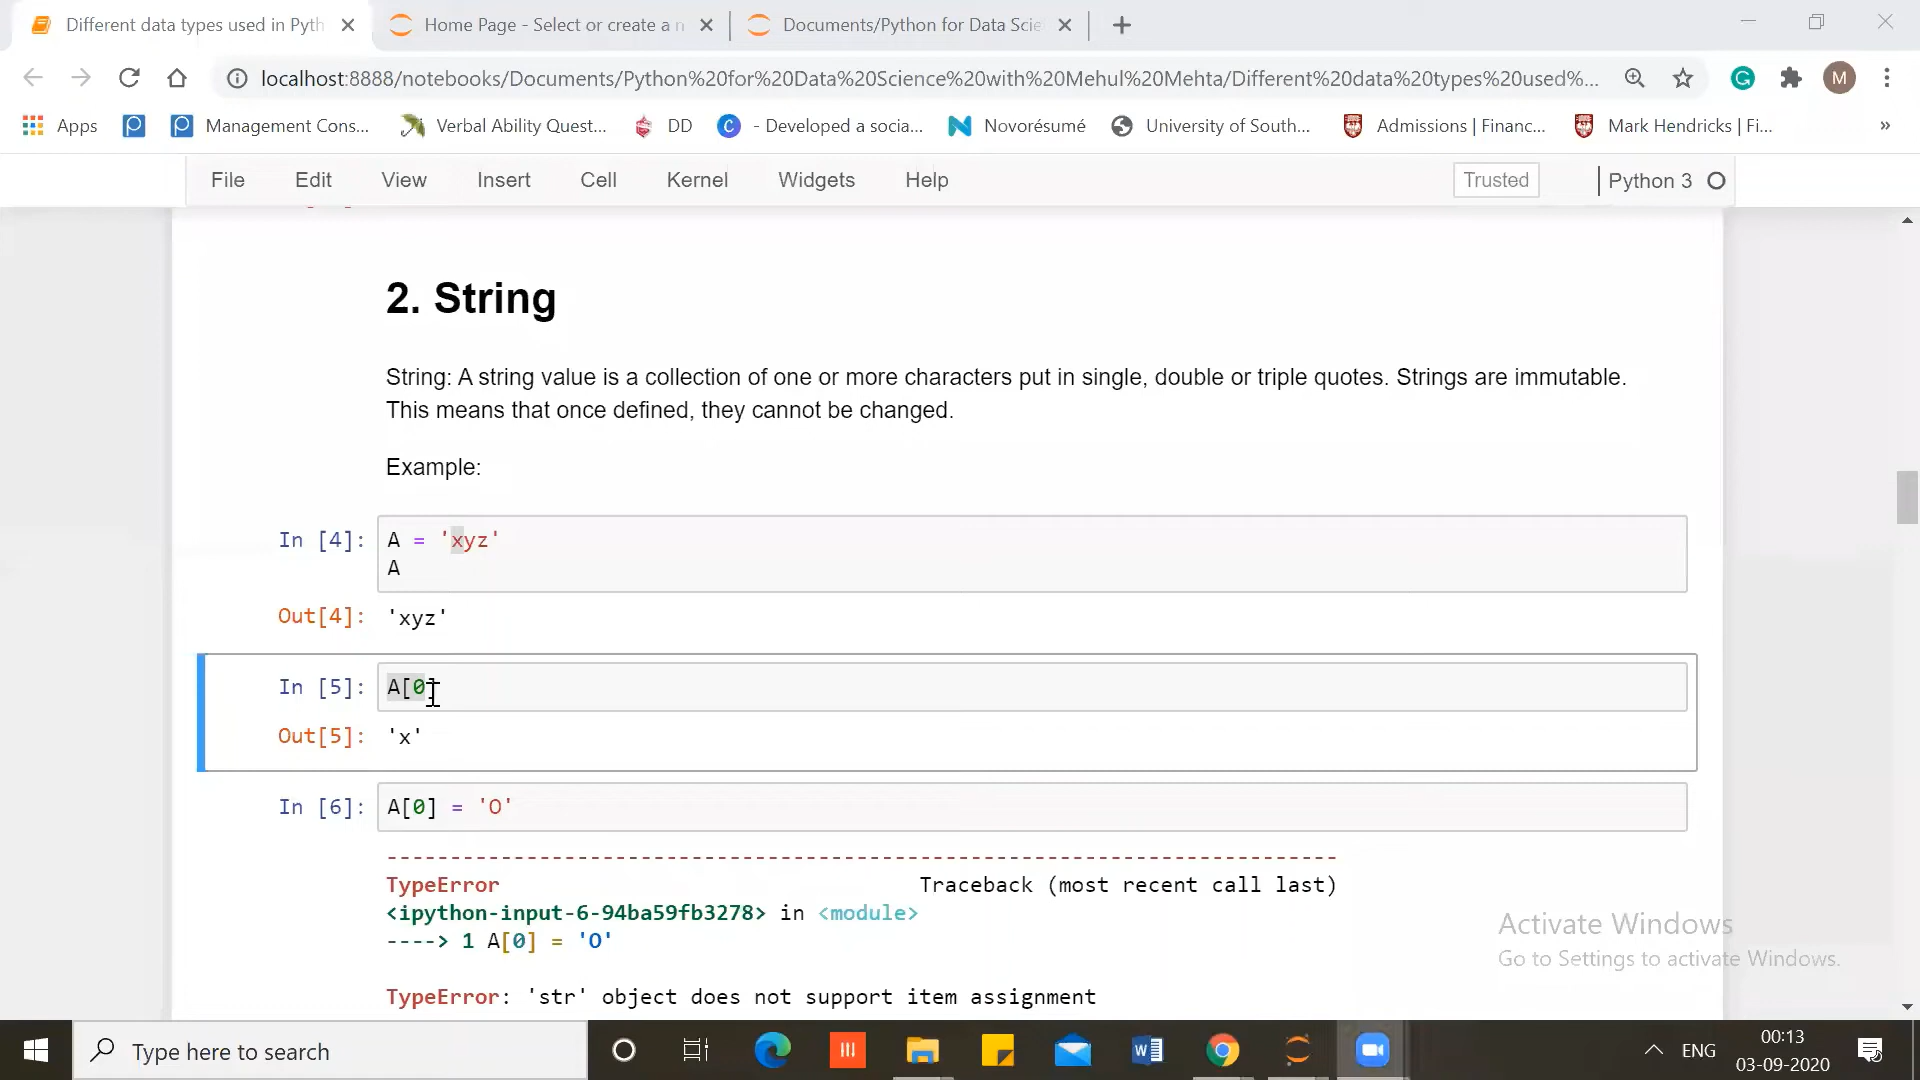 Different data types used in Pyth
Home Page - Select or create a n
Documents/Python for Data Scie
localhost:8888/notebooks/Documents/Python%20for%20Data%20Science%20with%20Mehul%20Mehta/Different%20data%20types%20used%...
M
Apps
Management Cons...
Verbal Ability Quest...
DD
- Developed a socia...
Novorésumé
University of South...
Admissions | Financ...
Mark Hendricks | Fi...
»
File Edit View Insert Cell Kernel Widgets Help
Trusted
Python 3
2. String
String: A string value is a collection of one or more characters put in single, double or triple quotes. Strings are immutable.
This means that once defined, they cannot be changed.
Example:
In [4]: A = 'xyz'
A
Out[4]: 'xyz'
In [5]: A[0]
Out[5]: 'x'
In [6]: A[0] = 'O'
---------------------------------------------------------------------------
TypeError Traceback (most recent call last)
<ipython-input-6-94ba59fb3278> in <module>
----> 1 A[0] = 'O'
TypeError: 'str' object does not support item assignment
Activate Windows
Go to Settings to activate Windows.
Type here to search
ENG
00:13
03-09-2020